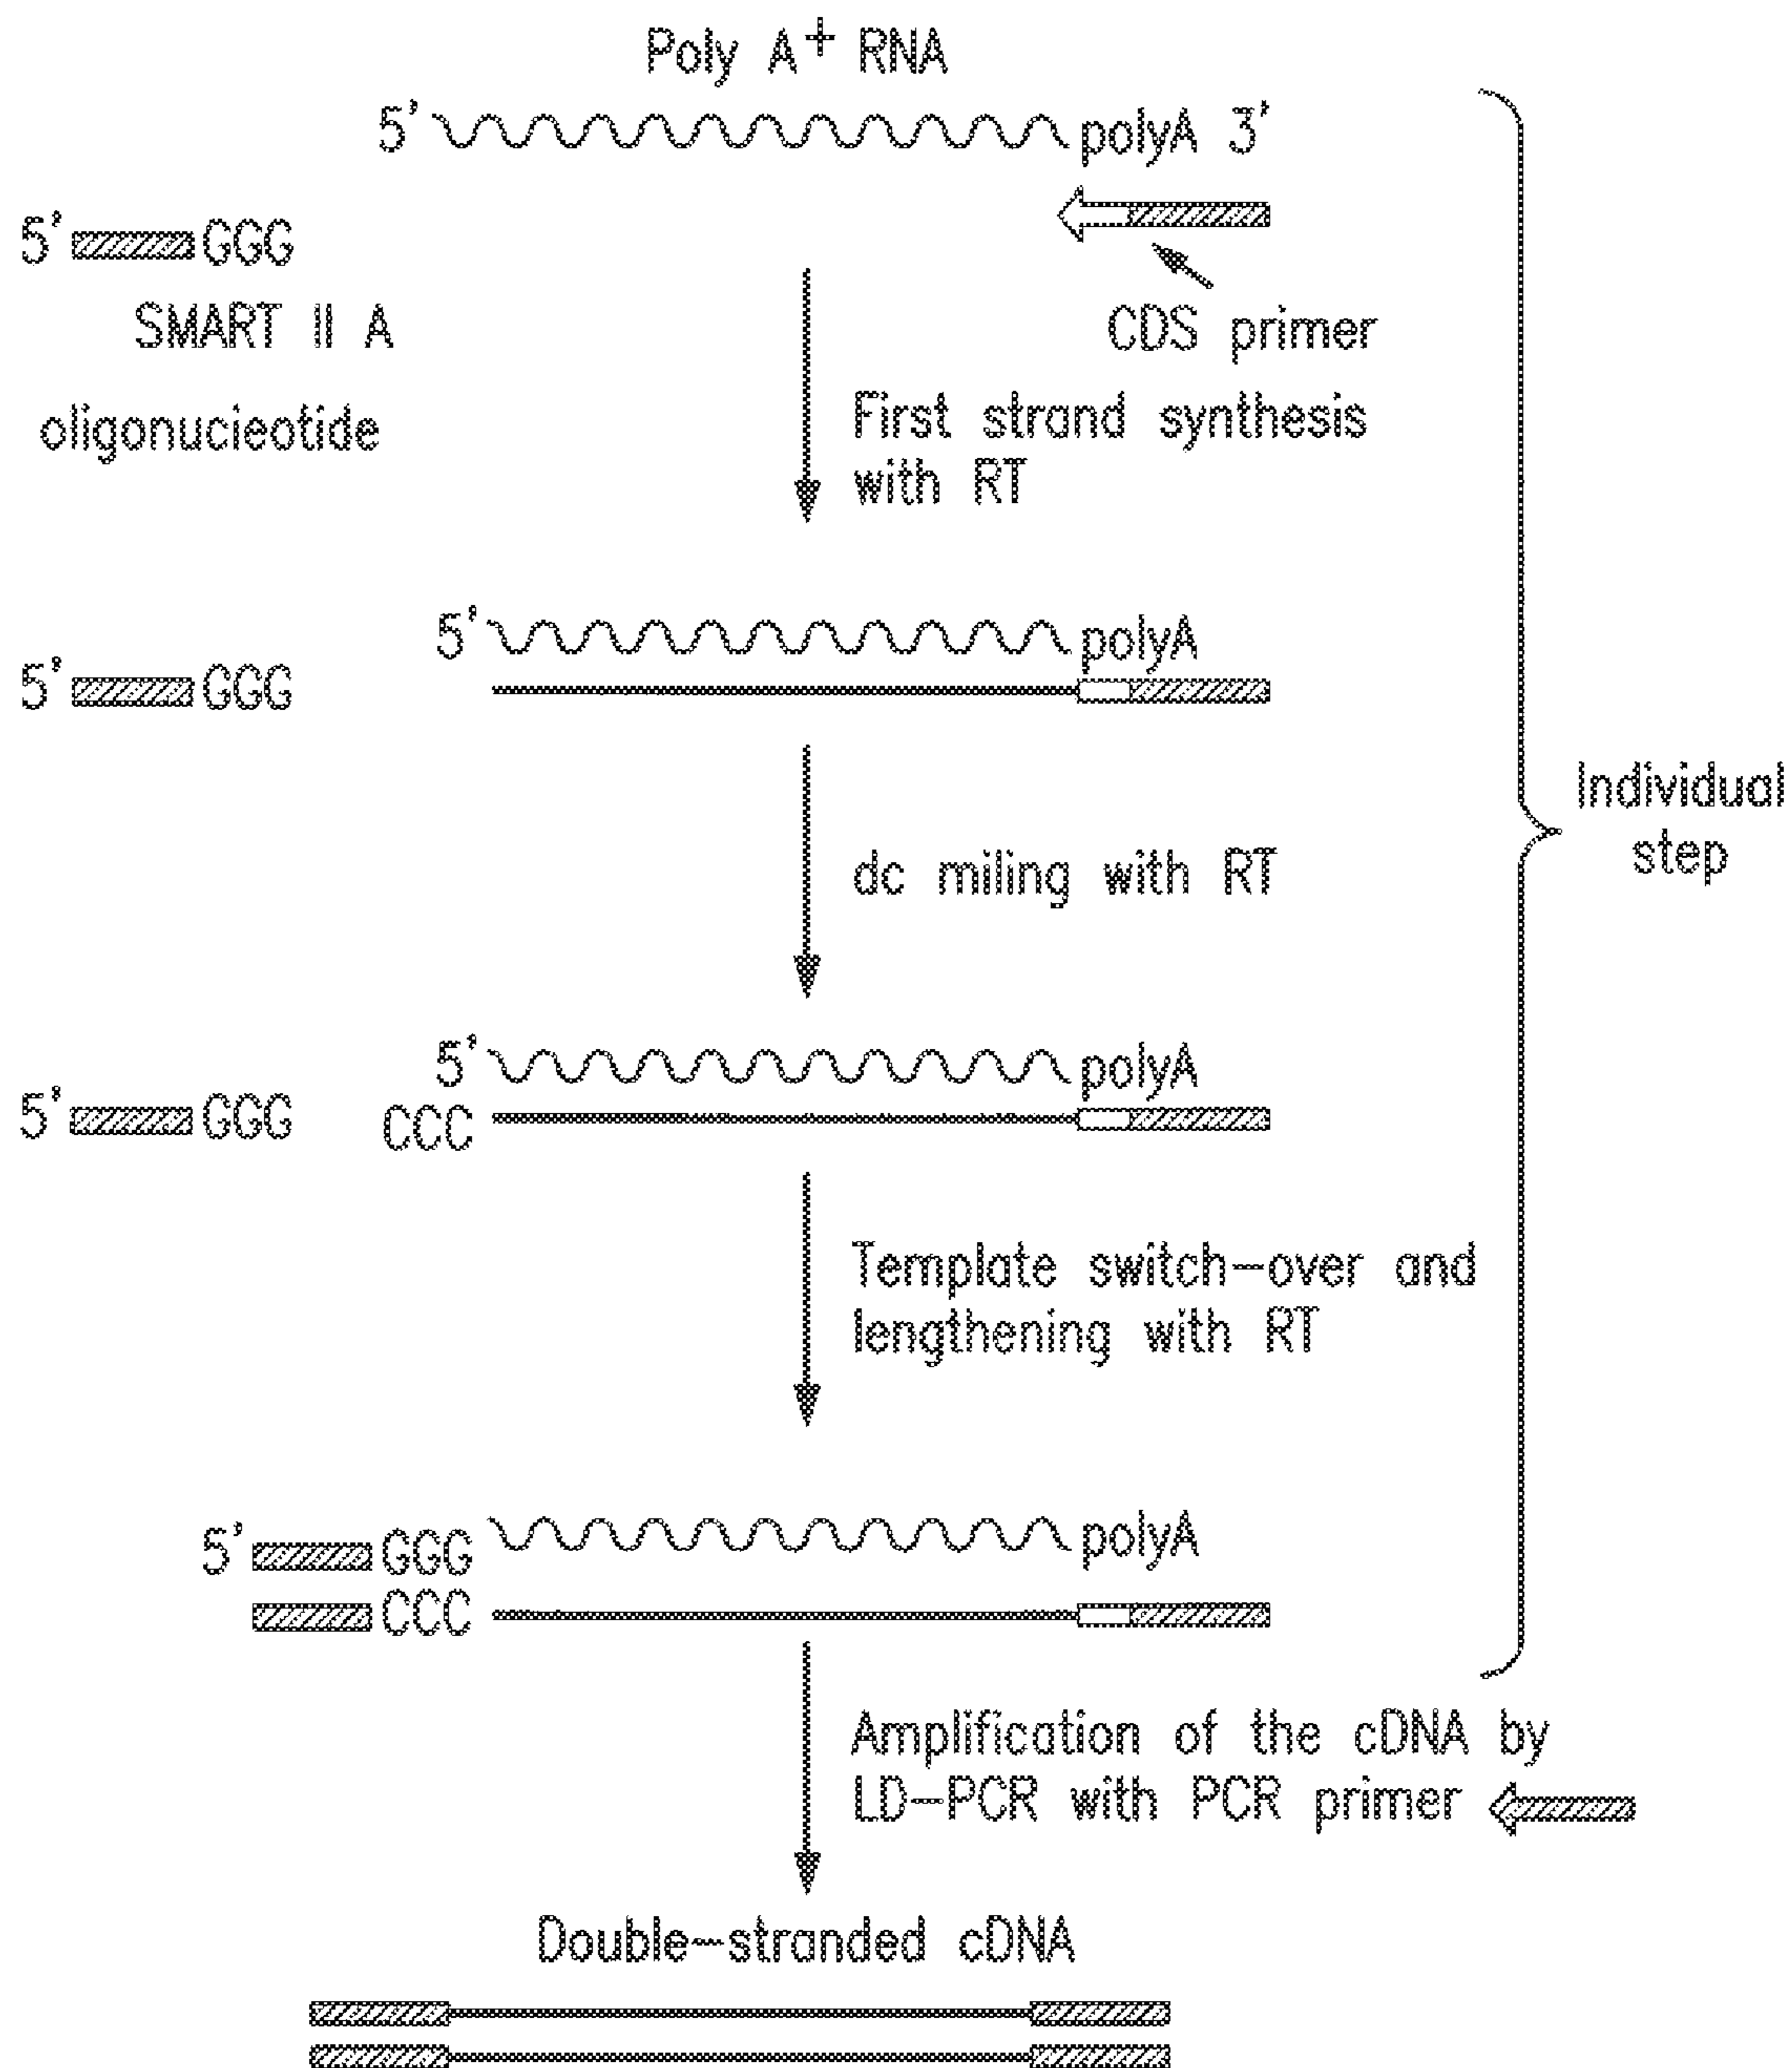 Poly A+ RNA
5' polyA 3'
5' GGG
SMART II A
oligonucieotide
CDS primer
First strand synthesis
with RT
5' polyA
5' GGG
dc miling with RT
Individual
step
5' polyA
5' GGG CCC
Template switch-over and
lengthening with RT
5' GGG polyA
CCC
Amplification of the cDNA by
LD-PCR with PCR primer
Double-stranded cDNA